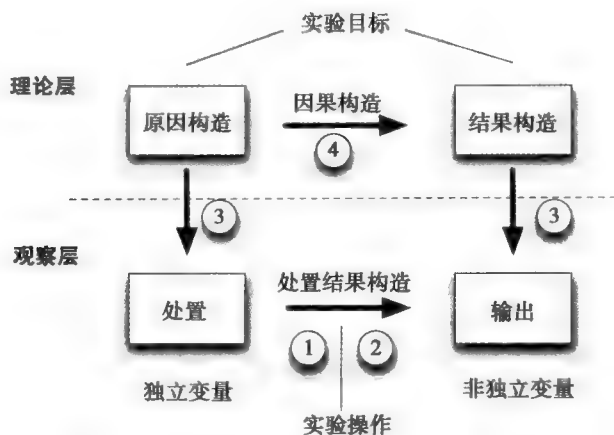 实验目标
理论层
原因构造
因果构造
④
结果构造
③
③
观察层
处置
处置结果构造
①
②
输出
独立变量
非独立变量
实验操作